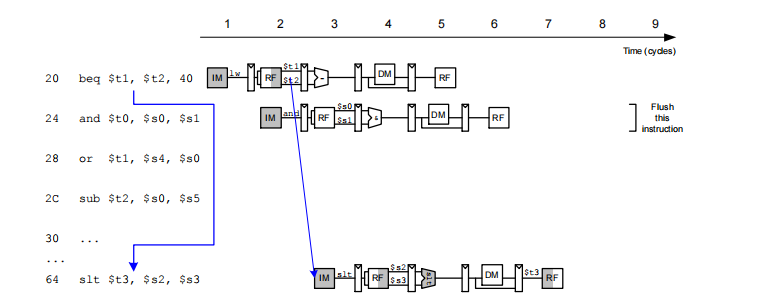 1 2 3 4 5 6 7 8 9
Time (cycles)
20 beq $t1, $t2, 40 IM lw RF $t1 $t2 - DM RF
24 and $t0, $s0, $s1 IM and RF $s0 $s1 & DM RF Flush this instruction
28 or $t1, $s4, $s0
2C sub $t2, $s0, $s5
30 ...
...
64 slt $t3, $s2, $s3 IM slt RF $s2 $s3 slt DM $t3 RF